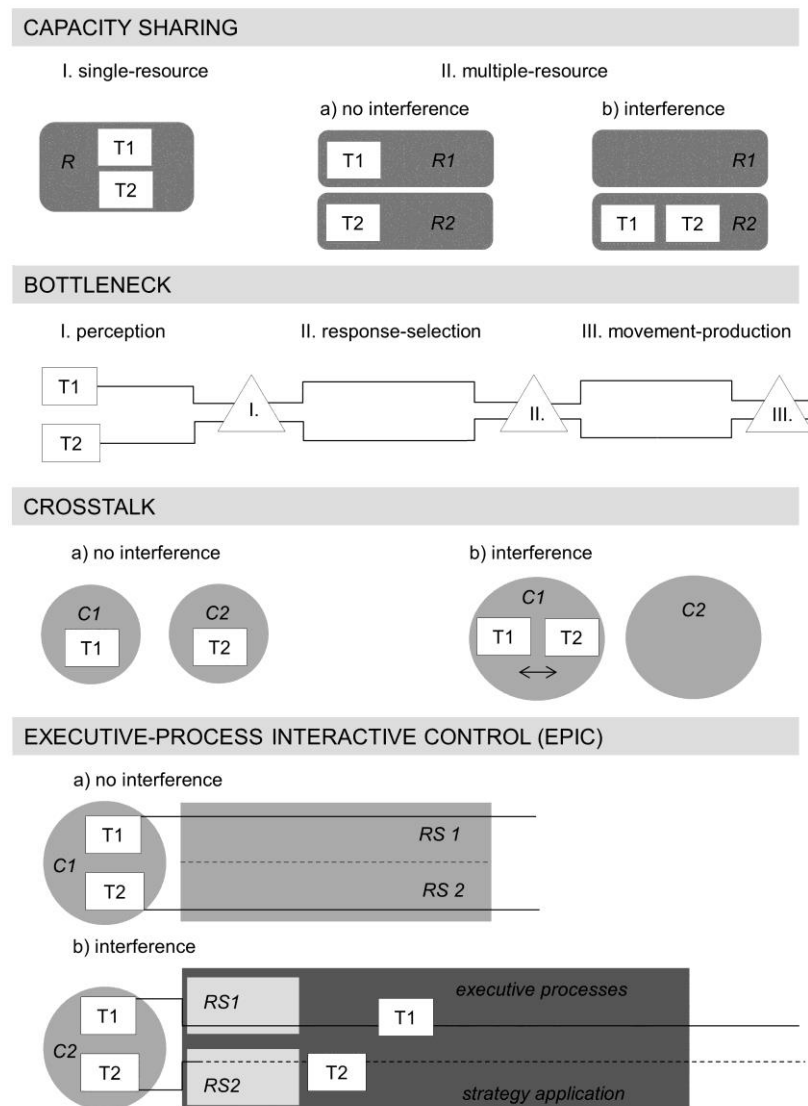 CAPACITY SHARING
I. single-resource
II. multiple-resource
a) no interference
b) interference
R
T1
T2
T1
R1
T2
R2
R1
T1
T2
R2
BOTTLENECK
I. perception
II. response-selection
III. movement-production
T1
T2
I.
II.
III.
CROSSTALK
a) no interference
b) interference
C1
T1
C2
T2
C1
T1
T2
C2
EXECUTIVE-PROCESS INTERACTIVE CONTROL (EPIC)
a) no interference
C1
T1
T2
RS 1
RS 2
b) interference
C2
T1
T2
RS1
RS2
executive processes
T1
T2
strategy application